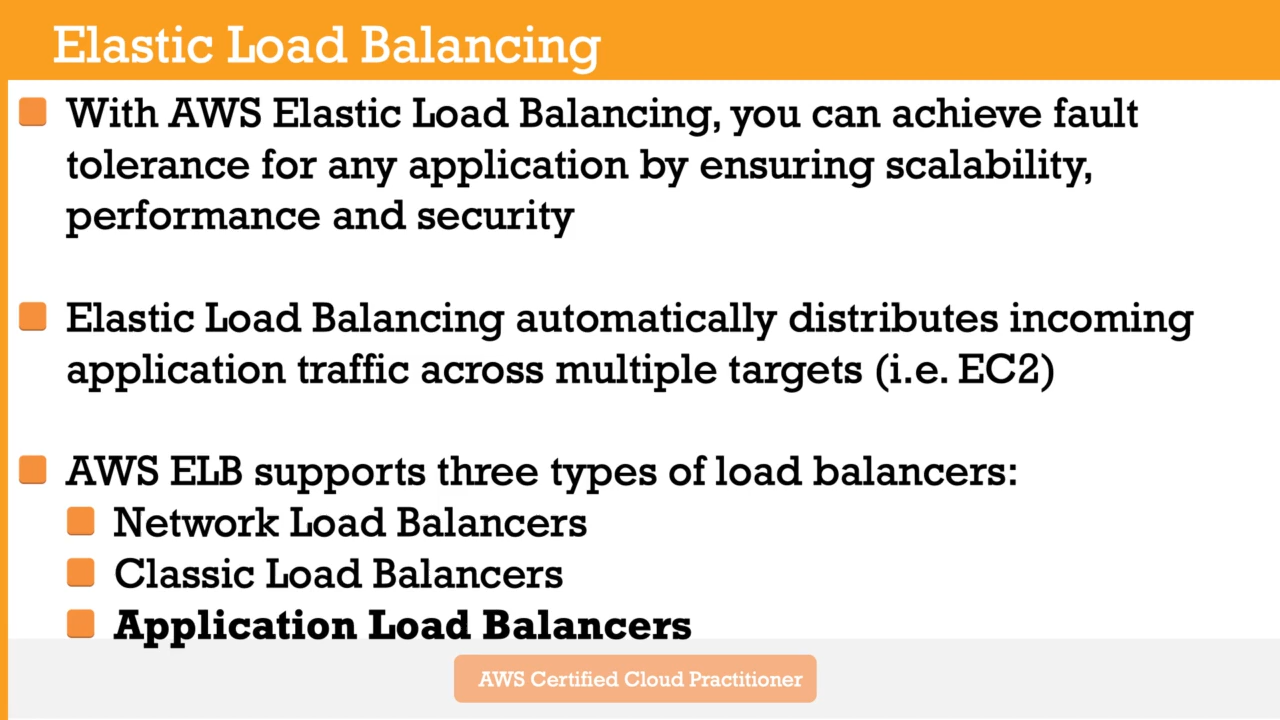 Elastic Load Balancing
With AWS Elastic Load Balancing, you can achieve fault
tolerance for any application by ensuring scalability,
performance and security
Elastic Load Balancing automatically distributes incoming
application traffic across multiple targets (i.e. EC2)
AWS ELB supports three types of load balancers:
Network Load Balancers
Classic Load Balancers
Application Load Balancers
AWS Certified Cloud Practitioner